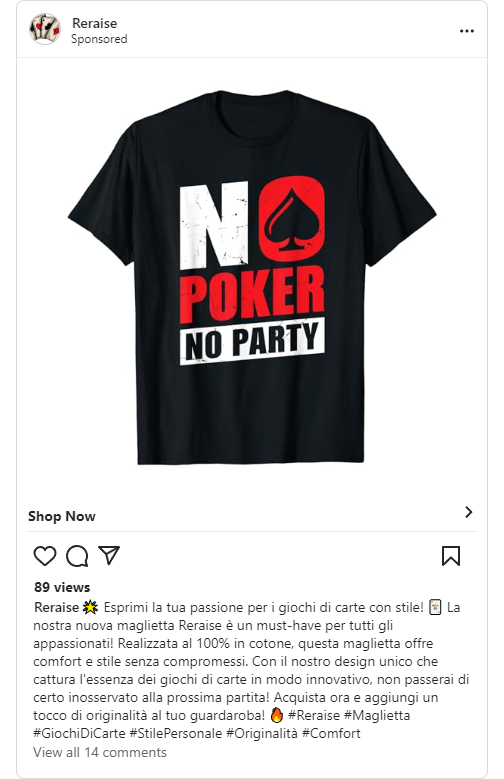 Reraise
Sponsored
NO
POKER
NO PARTY
Shop Now
89 views
Reraise 🌟 Esprimi la tua passione per i giochi di carte con stile! 🃏 La
nostra nuova maglietta Reraise è un must-have per tutti gli
appassionati! Realizzata al 100% in cotone, questa maglietta offre
comfort e stile senza compromessi. Con il nostro design unico che
cattura l'essenza dei giochi di carte in modo innovativo, non passerai di
certo inosservato alla prossima partita! Acquista ora e aggiungi un
tocco di originalità al tuo guardaroba! 🔥 #Reraise #Maglietta
#GiochiDiCarte #StilePersonale #Originalità #Comfort
View all 14 comments